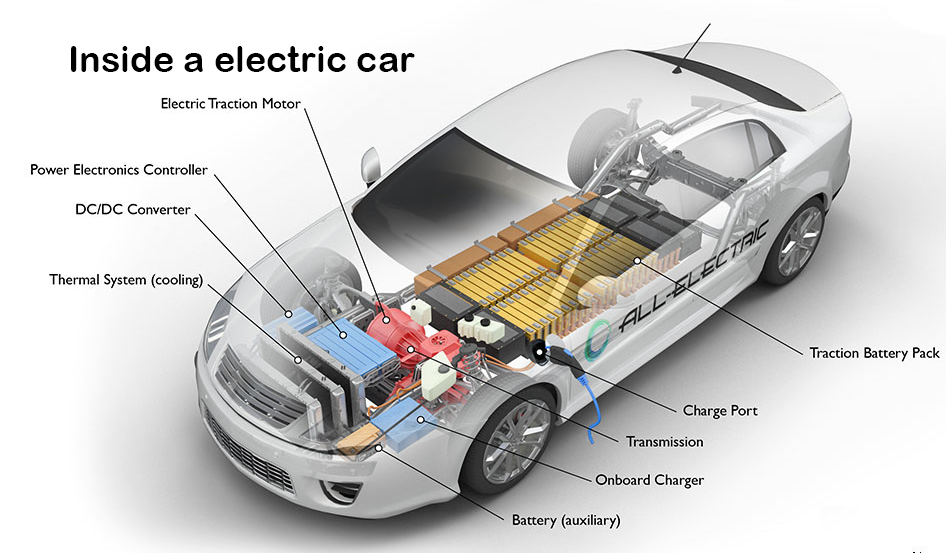 Inside a electric car
Electric Traction Motor
Power Electronics Controller
DC/DC Converter
Thermal System (cooling)
ALL-ELECTRIC
Traction Battery Pack
Charge Port
Transmission
Onboard Charger
Battery (auxiliary)